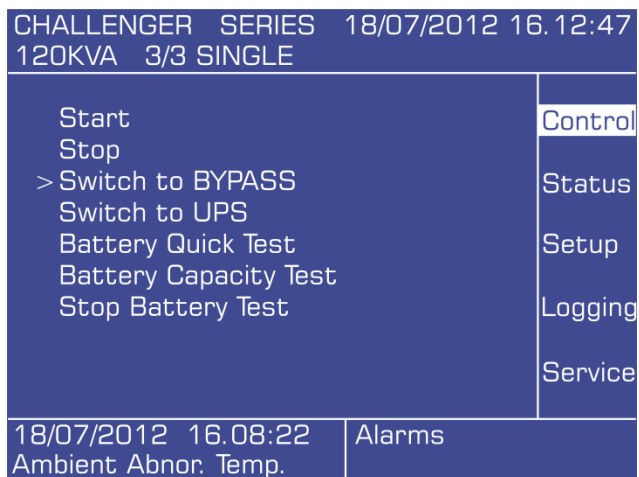 CHALLENGER SERIES 18/07/2012 16.12:47
120KVA 3/3 SINGLE
Start
Stop
>Switch to BYPASS
Switch to UPS
Battery Quick Test
Battery Capacity Test
Stop Battery Test
Control
Status
Setup
Logging
Service
18/07/2012 16.08:22
Ambient Abnor. Temp.
Alarms